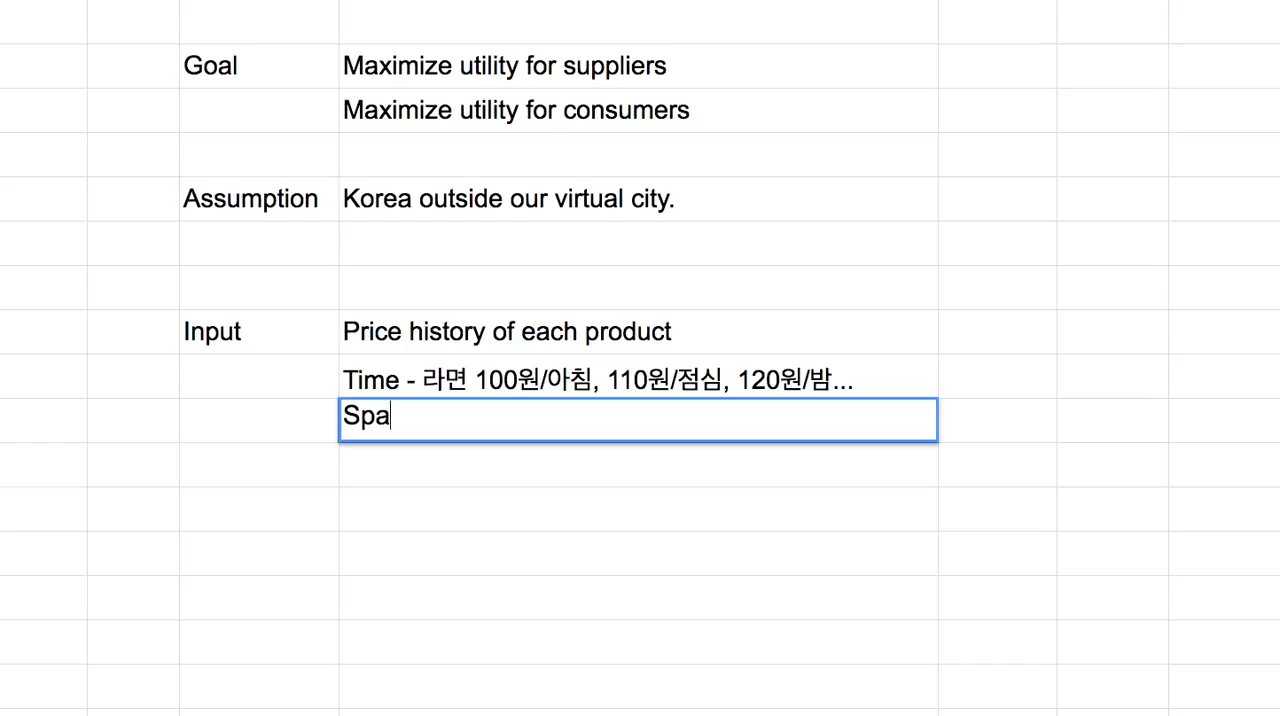 Goal Maximize utility for suppliers
Maximize utility for consumers
Assumption Korea outside our virtual city.
Input Price history of each product
Time - 라면 100원/아침, 110원/점심, 120원/밤...
Spa